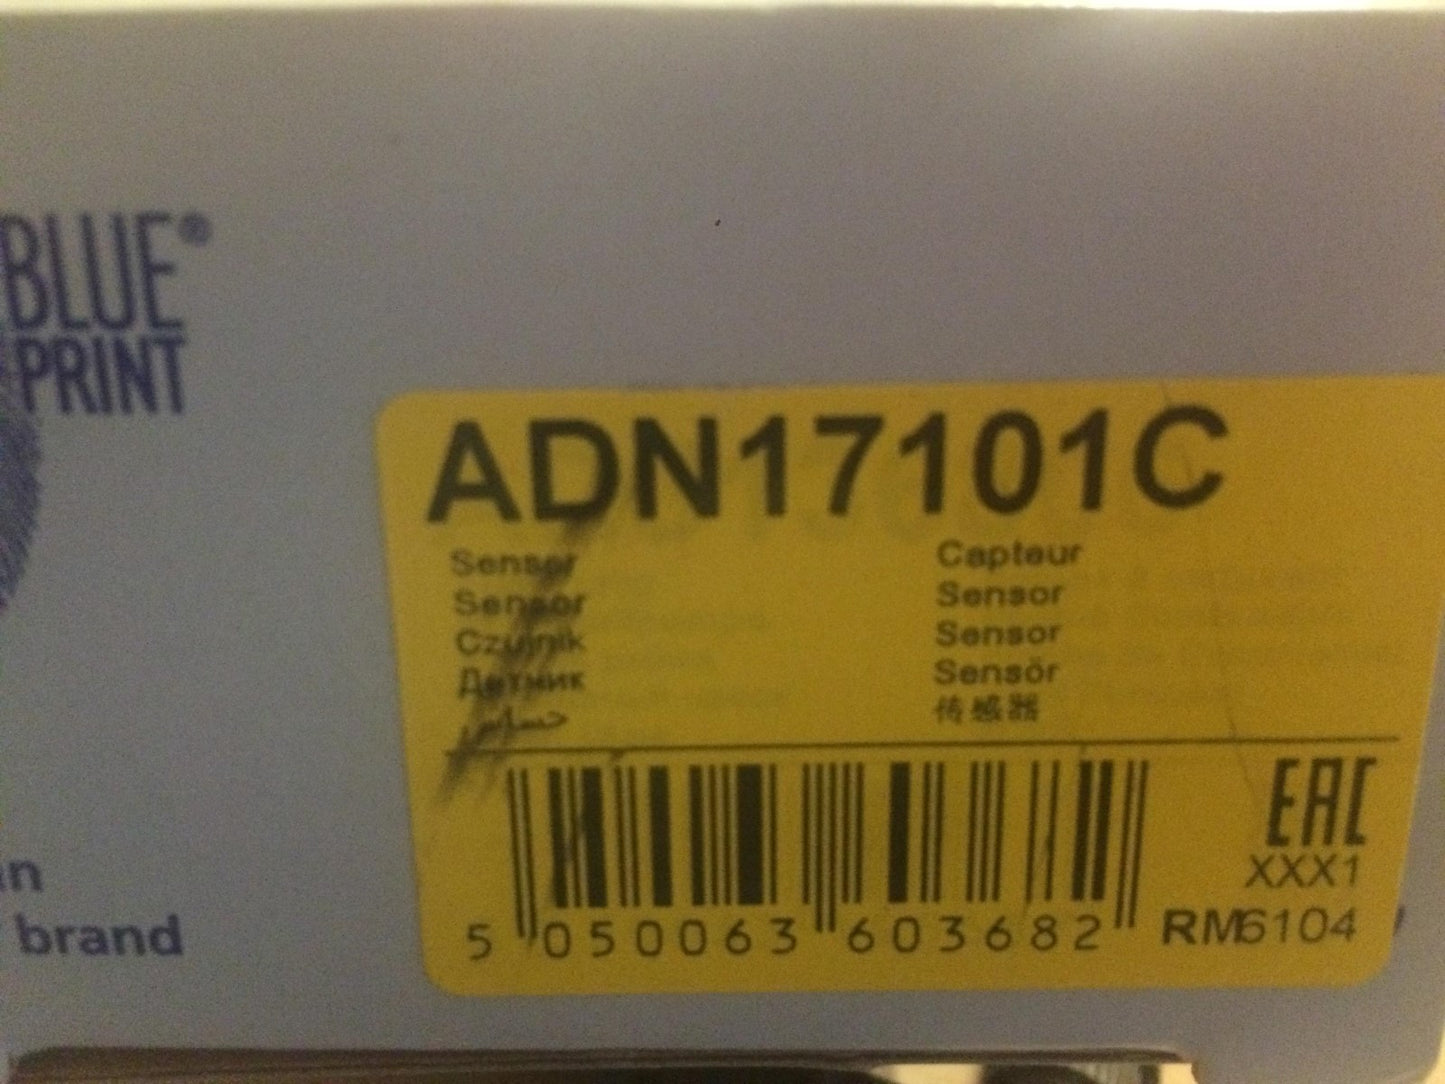 BLUE®
PRINT
ADN17101C
Sensor
Sensor
Czujnik
Датчик
حساس
Capteur
Sensor
Sensor
Sensör
传感器
EAC
XXX1
5 050063 603682
RM6104
brand